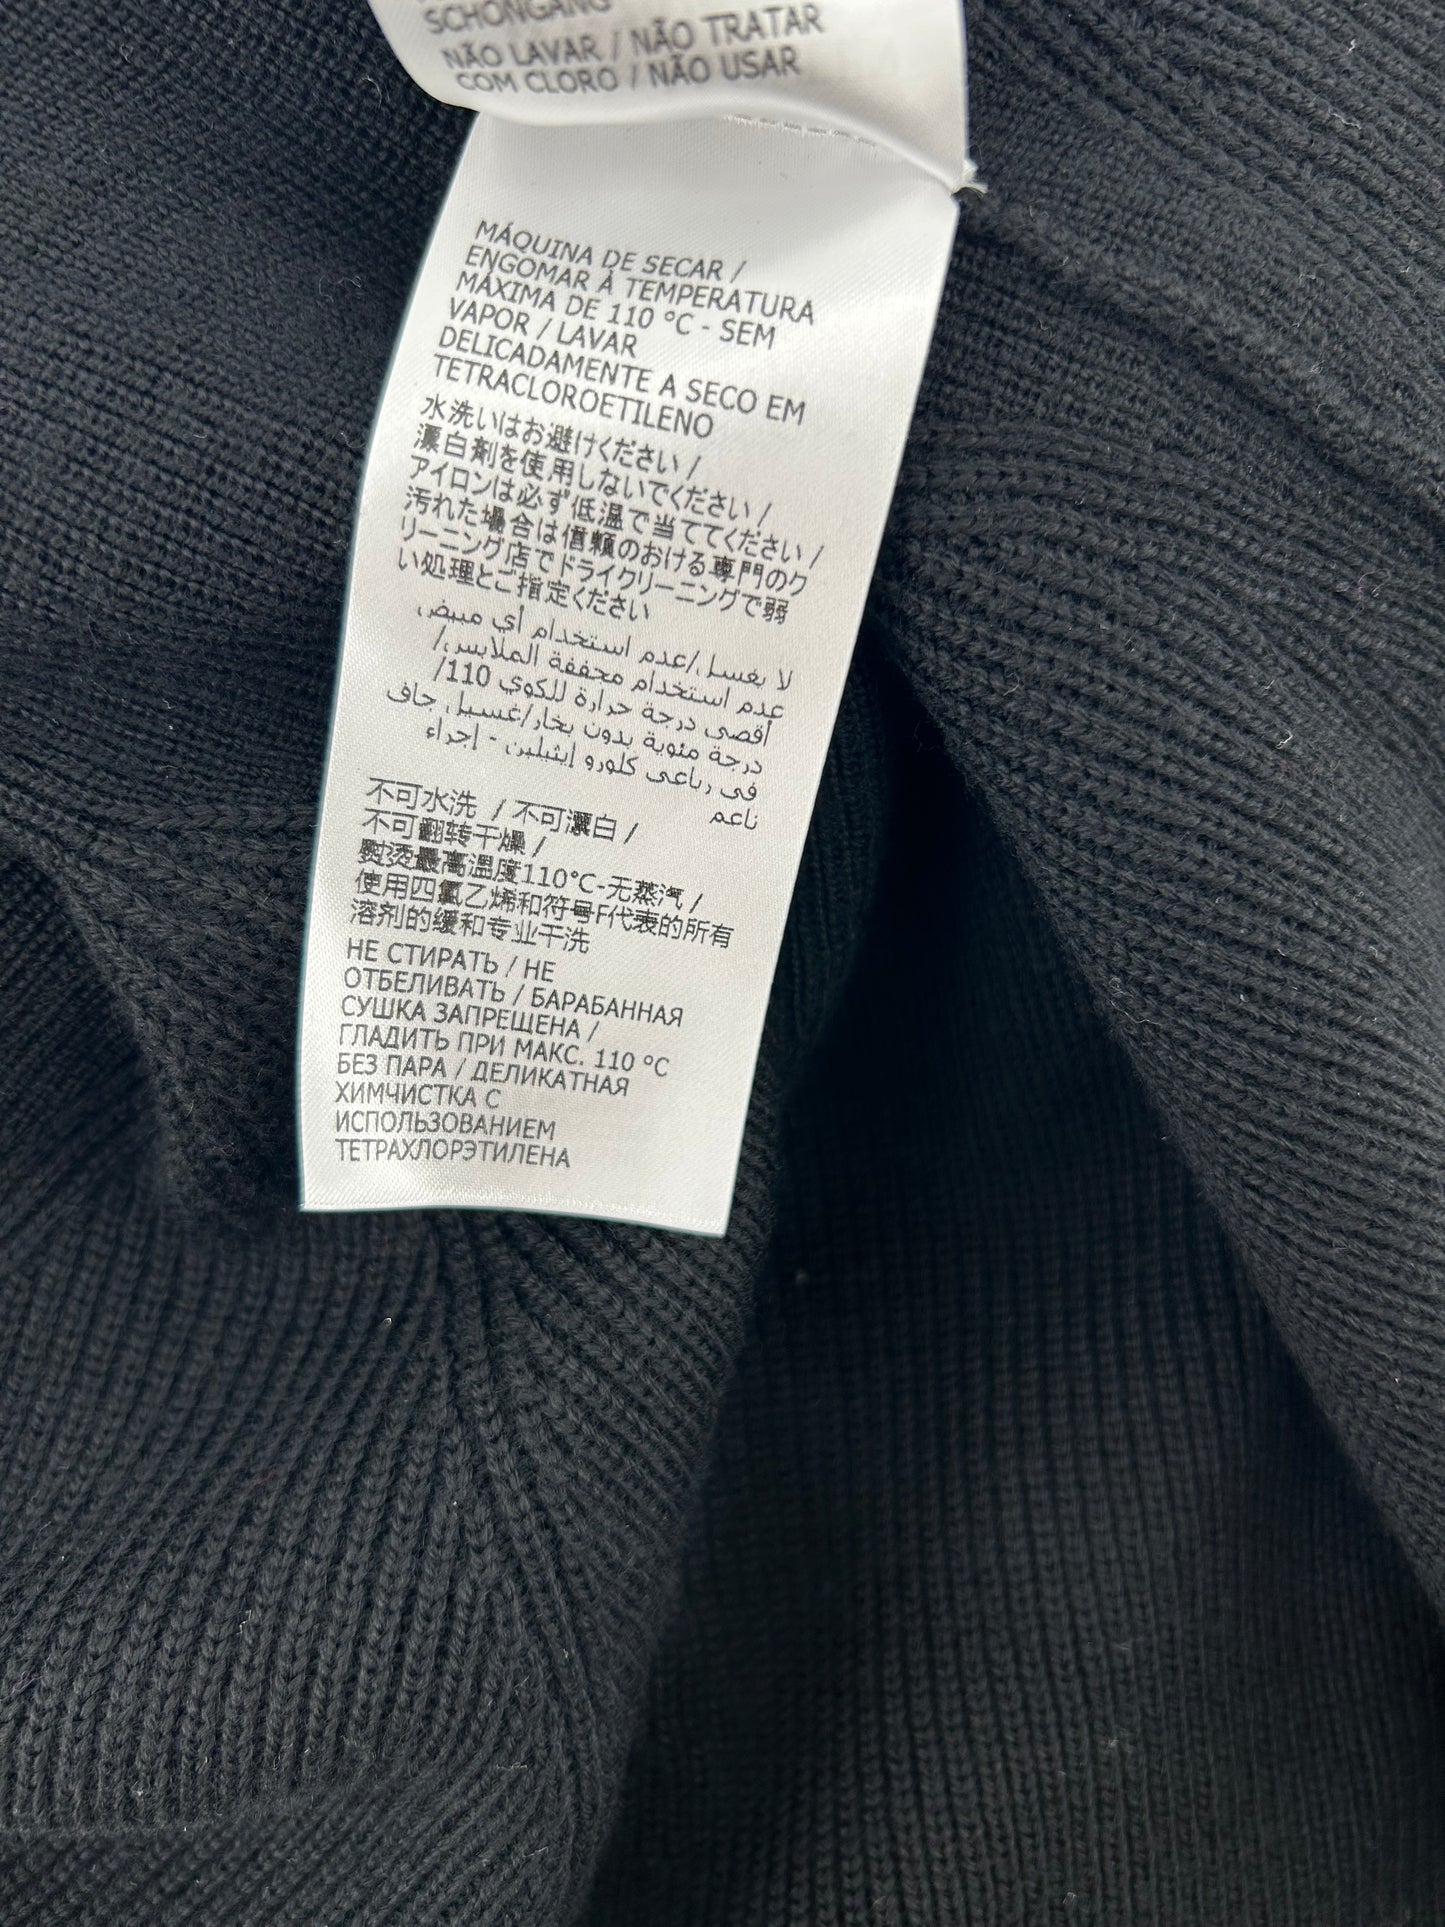 SCHONGANG
NÃO LAVAR / NÃO TRATAR
COM CLORO / NÃO USAR
MÁQUINA DE SECAR /
ENGOMAR À TEMPERATURA
MÁXIMA DE 110 °C - SEM
VAPOR / LAVAR
DELICADAMENTE A SECO EM
TETRACLOROETILENO
水洗いはお避けください /
漂白剤を使用しないでください /
アイロンは必ず低温で当ててください /
汚れた場合は信頼のおける専門のク
リーニング店でドライクリーニングで弱
い処理とご指定ください
لا يغسل/عدم استخدام أي مبيض
عدم استخدام مجففة الملابس/
أقصى درجة حرارة للكوي 110/
درجة مئوية بدون بخار/غسيل جاف
في رباعي كلورو إيثيلين - إجراء
ناعم
不可水洗 / 不可漂白 /
不可翻转干燥 /
熨烫最高温度110°C-无蒸汽 /
使用四氯乙烯和符号F代表的所有
溶剂的缓和专业干洗
НЕ СТИРАТЬ / НЕ
ОТБЕЛИВАТЬ / БАРАБАННАЯ
СУШКА ЗАПРЕЩЕНА /
ГЛАДИТЬ ПРИ МАКС. 110 °C
БЕЗ ПАРА / ДЕЛИКАТНАЯ
ХИМЧИСТКА С
ИСПОЛЬЗОВАНИЕМ
ТЕТРАХЛОРЭТИЛЕНА